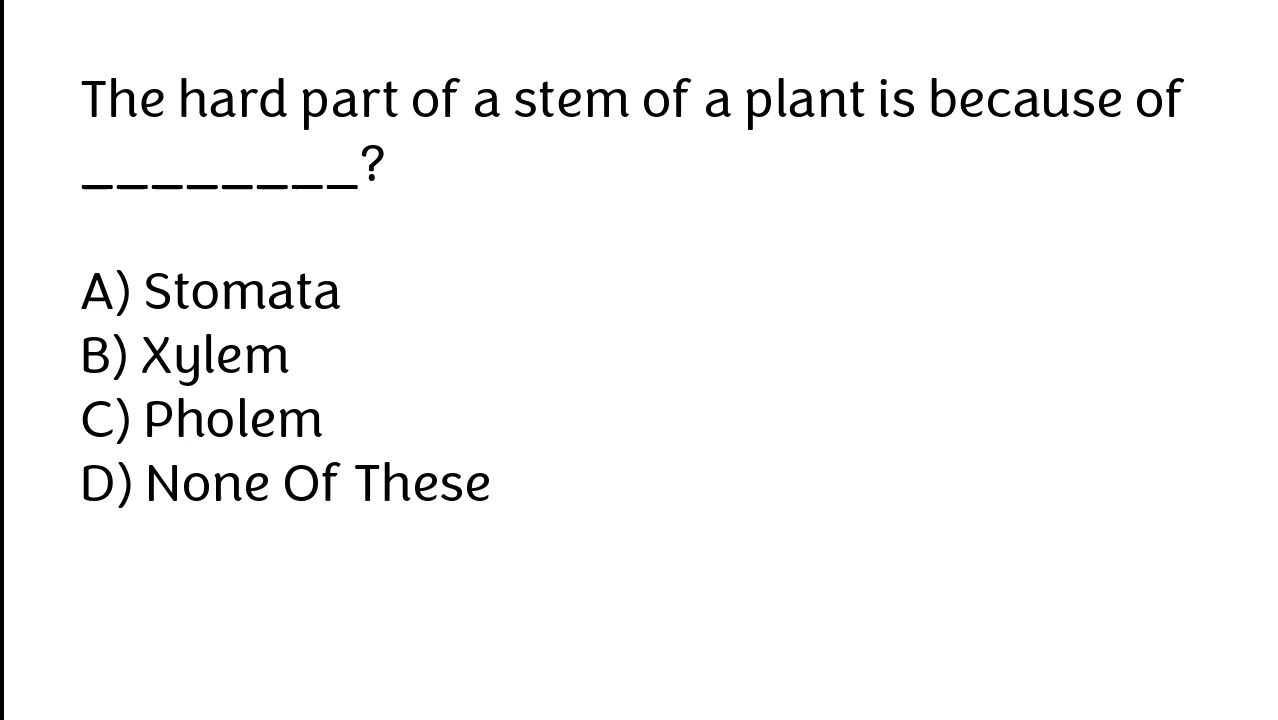 The hard part of a stem of a plant is because of
________?
A) Stomata
B) Xylem
C) Pholem
D) None Of These